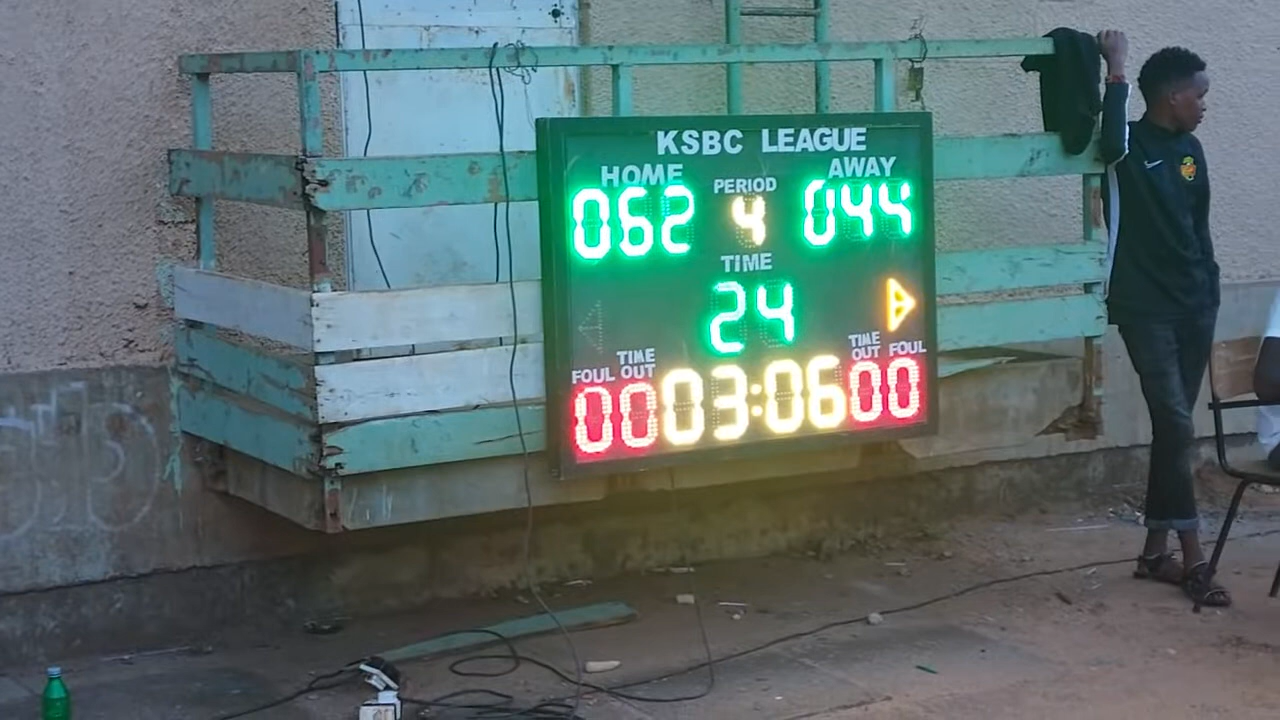 KSBC LEAGUE
HOME AWAY
062 PERIOD 044
4
TIME
24
FOUL TIME OUT TIME OUT FOUL
00 03:06 00